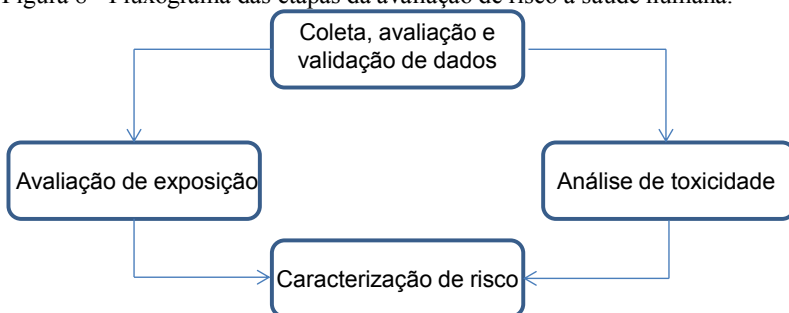 Figura 8 - Fluxograma das etapas da avaliação de risco à saúde humana.
Coleta, avaliação e
validação de dados
Avaliação de exposição
Análise de toxicidade
Caracterização de risco